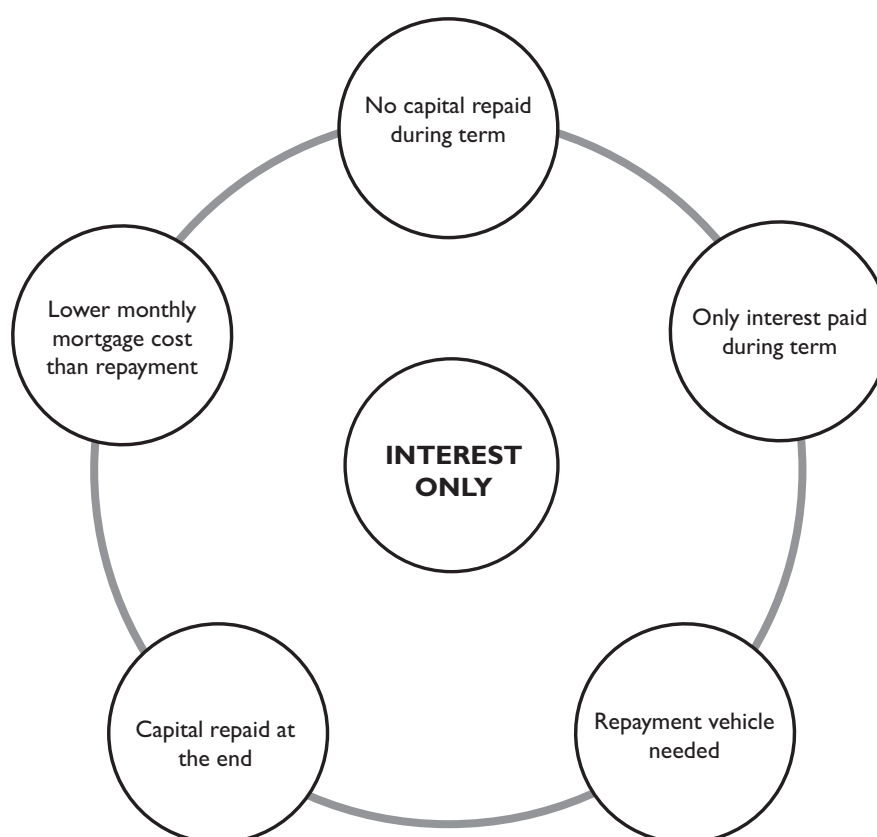 No capital repaid
during term
Only interest paid
during term
Repayment vehicle
needed
Capital repaid at
the end
Lower monthly
mortgage cost
than repayment
INTEREST
ONLY